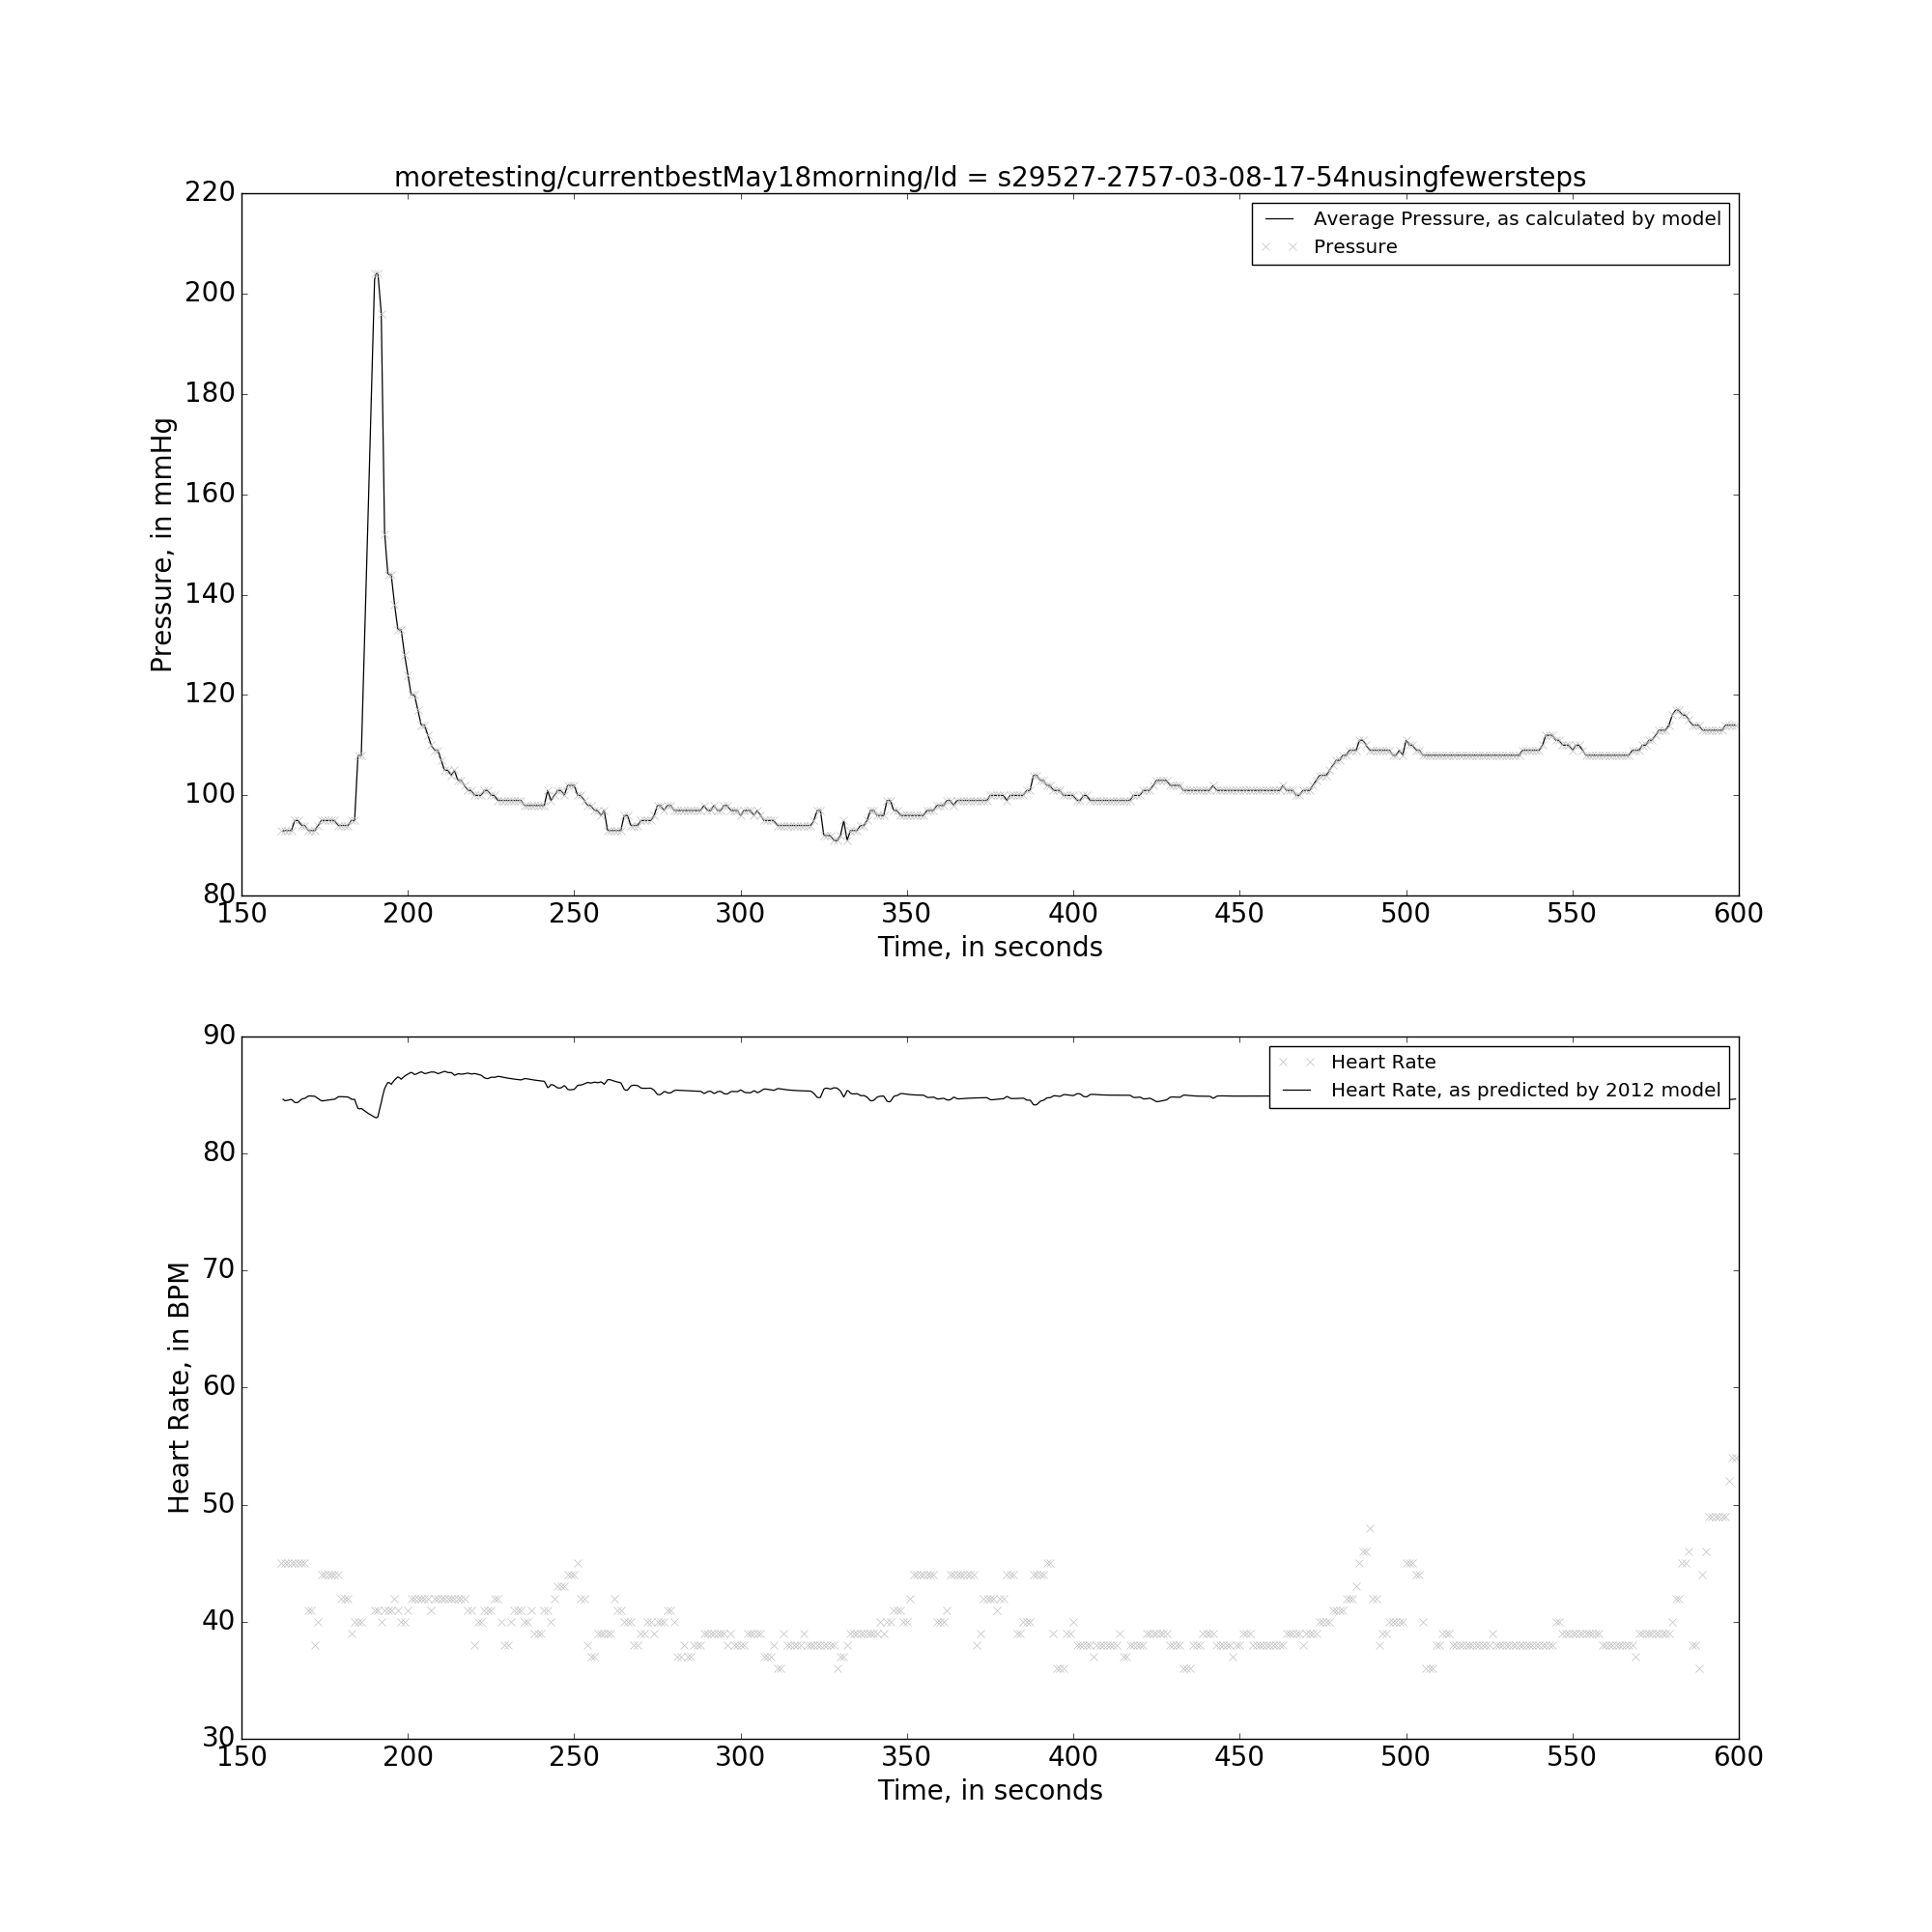 moretesting/currentbestMay18morning/Id = s29527-2757-03-08-17-54nusingfewersteps
220
200
180
160
140
120
100
80
Pressure, in mmHg
Average Pressure, as calculated by model
Pressure
150 200 250 300 350 400 450 500 550 600
Time, in seconds
90
80
70
60
50
40
30
Heart Rate, in BPM
Heart Rate
Heart Rate, as predicted by 2012 model
150 200 250 300 350 400 450 500 550 600
Time, in seconds